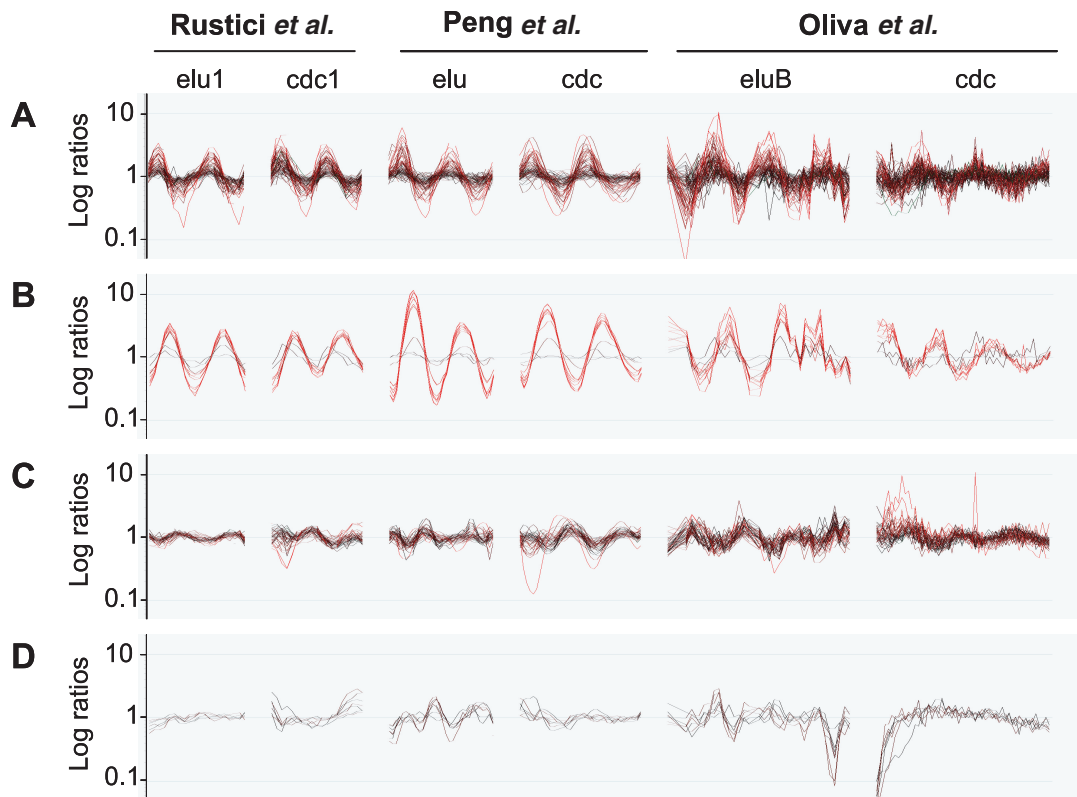 Rustici et al. Peng et al. Oliva et al.
elu1 cdc1 elu cdc eluB cdc
A
Log ratios
10
1
0.1
B
Log ratios
10
1
0.1
C
Log ratios
10
1
0.1
D
Log ratios
10
1
0.1